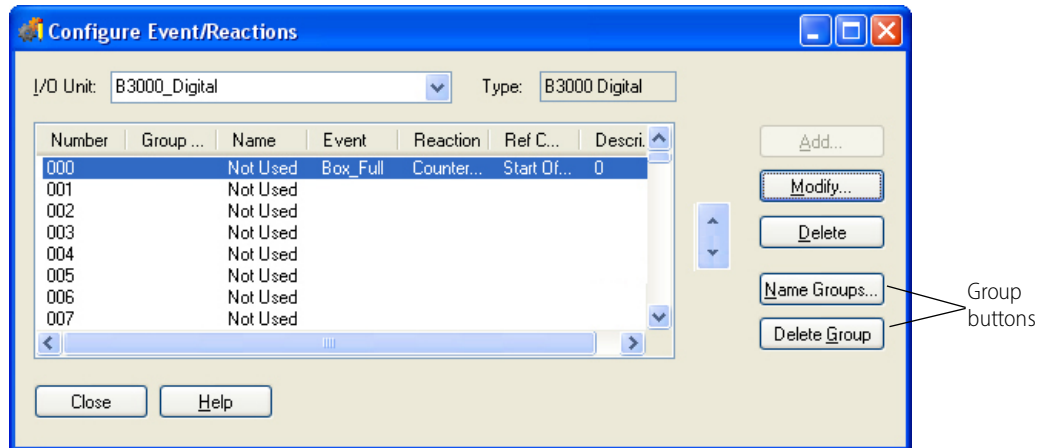 Configure Event/Reactions
I/O Unit: B3000_Digital Type: B3000 Digital
Number Group ... Name Event Reaction Ref C... Descri.
000 Not Used Box_Full Counter... Start Of... 0
001 Not Used
002 Not Used
003 Not Used
004 Not Used
005 Not Used
006 Not Used
007 Not Used
Add...
Modify...
Delete
Name Groups...
Delete Group
Group
buttons
Close Help